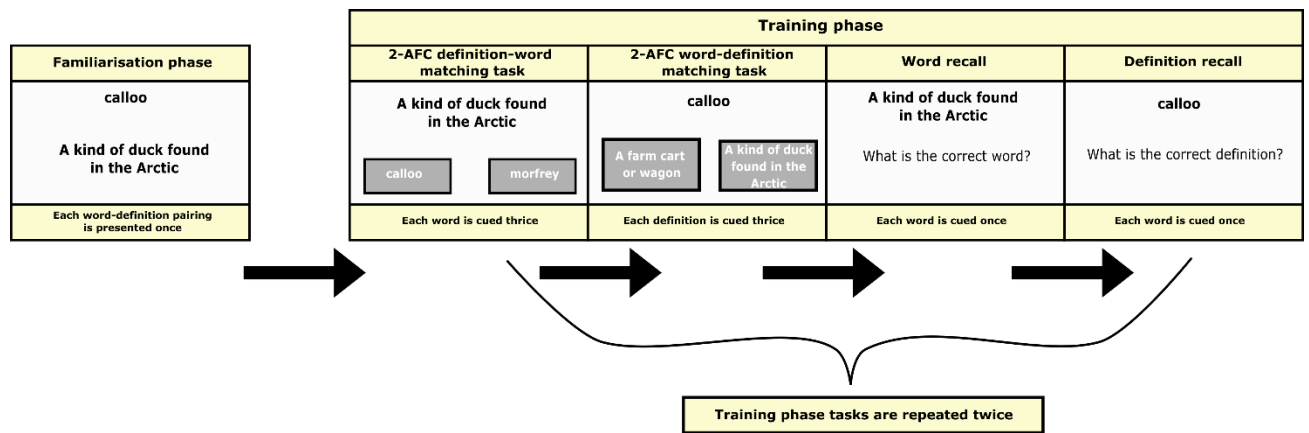 Training phase
Familiarisation phase
calloo
A kind of duck found
in the Arctic
Each word-definition pairing
is presented once
2-AFC definition-word
matching task
A kind of duck found
in the Arctic
calloo
morfrey
Each word is cued thrice
2-AFC word-definition
matching task
calloo
A farm cart
or wagon
A kind of duck
found in the
Arctic
Each definition is cued thrice
Word recall
A kind of duck found
in the Arctic
What is the correct word?
Each word is cued once
Definition recall
calloo
What is the correct definition?
Each word is cued once
Training phase tasks are repeated twice